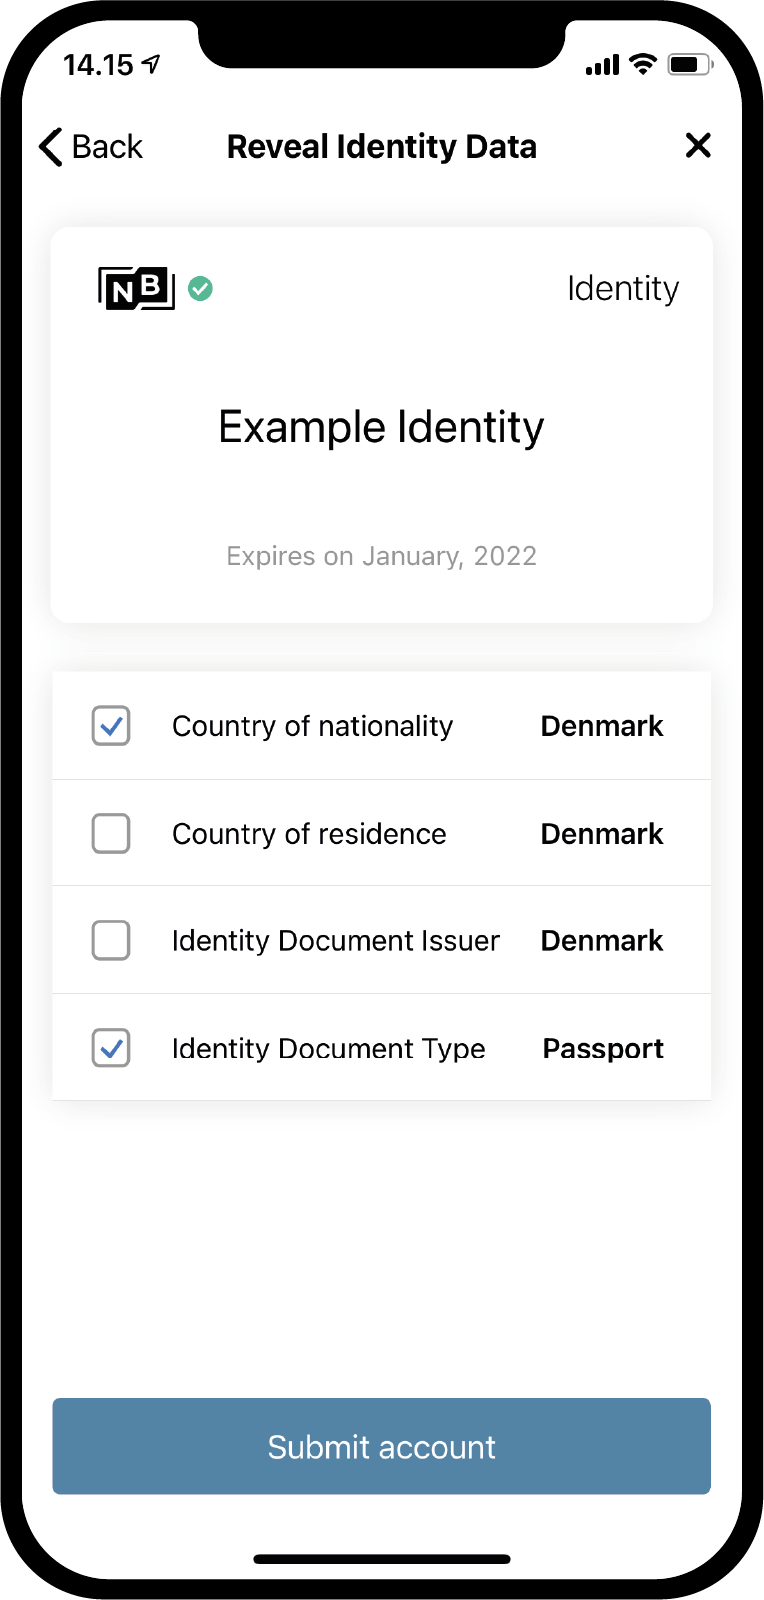 14.15
Back Reveal Identity Data
NB Identity
Example Identity
Expires on January, 2022
Country of nationality Denmark
Country of residence Denmark
Identity Document Issuer Denmark
Identity Document Type Passport
Submit account